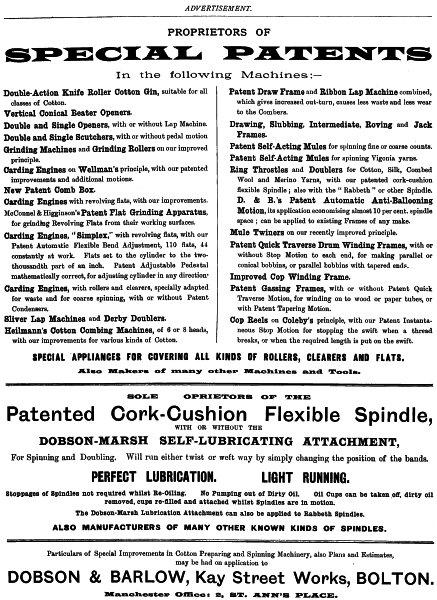 ADVERTISEMENT.
PROPRIETORS OF
SPECIAL PATENTS
In the following Machines:—
Double-Action Knife Roller Cotton Gin, suitable for all
classes of Cotton.
Vertical Conical Beater Openers.
Double and Single Openers, with or without Lap Machine.
Double and Single Scutchers, with or without pedal motion
Grinding Machines and Grinding Rollers on our improved
principle.
Carding Engines on Wellman's principle, with our patented
improvements and additional motions.
New Patent Comb Box.
Carding Engines with revolving flats, with our improvements.
McConnel & Higginson's Patent Flat Grinding Apparatus,
for grinding Revolving Flats from their working surfaces.
Carding Engines, "Simplex," with revolving flats, with our
Patent Automatic Flexible Bend Adjustment, 110 flats, 44
constantly at work. Flats set to the cylinder to the two-
thousandth part of an inch. Patent Adjustable Pedestal
mathematically correct, for adjusting cylinder in any direction
Carding Engines, with rollers and clearers, specially adapted
for waste and for coarse spinning, with or without Patent
Condensers.
Sliver Lap Machines and Derby Doublers.
Heilmann's Cotton Combing Machines, of 6 or 8 heads,
with our improvements for various kinds of Cotton.
Patent Draw Frame and Ribbon Lap Machine combined,
which gives increased out-turn, causes less waste and less wear
to the Combers.
Drawing, Slubbing, Intermediate, Roving and Jack
Frames.
Patent Self-Acting Mules for spinning fine or coarse counts.
Patent Self-Acting Mules for spinning Vigonia yarns.
Ring Throstles and Doublers for Cotton, Silk, Combed
Wool and Merino Yarns, with our patented cork-cushion
flexible Spindle; also with the "Rabbeth" or other Spindle.
D. & B.'s Patent Automatic Anti-Ballooning
Motion, its application economising almost 10 per cent. spindle
space; can be applied to existing Frames of any make.
Mule Twiners on our recently improved principle.
Patent Quick Traverse Drum Winding Frames, with or
without Stop Motion to each end, for making parallel or
conical bobbins, or parallel bobbins with tapered ends.
Improved Cop Winding Frame.
Patent Gassing Frames, with or without Patent Quick
Traverse Motion, for winding on to wood or paper tubes, or
with Patent Tapering Motion.
Cop Reels on Coleby's principle, with our Patent Instanta-
neous Stop Motion for stopping the swift when a thread
breaks, or when the required length is put on the swift.
SPECIAL APPLIANCES FOR COVERING ALL KINDS OF ROLLERS, CLEARERS AND FLATS.
Also Makers of many other Machines and Tools.
SOLE OPRIETORS OF THE
Patented Cork-Cushion Flexible Spindle,
WITH OR WITHOUT THE
DOBSON-MARSH SELF-LUBRICATING ATTACHMENT,
For Spinning and Doubling. Will run either twist or weft way by simply changing the position of the bands.
PERFECT LUBRICATION. LIGHT RUNNING.
Stoppages of Spindles not required whilst Re-Oiling. No Pumping out of Dirty Oil. Oil Cups can be taken off, dirty oil
removed, cups re-filled and attached whilst Spindles are in motion.
The Dobson-Marsh Lubrication Attachment can also be applied to Rabbeth Spindles.
ALSO MANUFACTURERS OF MANY OTHER KNOWN KINDS OF SPINDLES.
Particulars of Special Improvements in Cotton Preparing and Spinning Machinery, also Plans and Estimates,
may be had on application to
DOBSON & BARLOW, Kay Street Works, BOLTON.
Manchester Office: 2, ST. ANN'S PLACE.